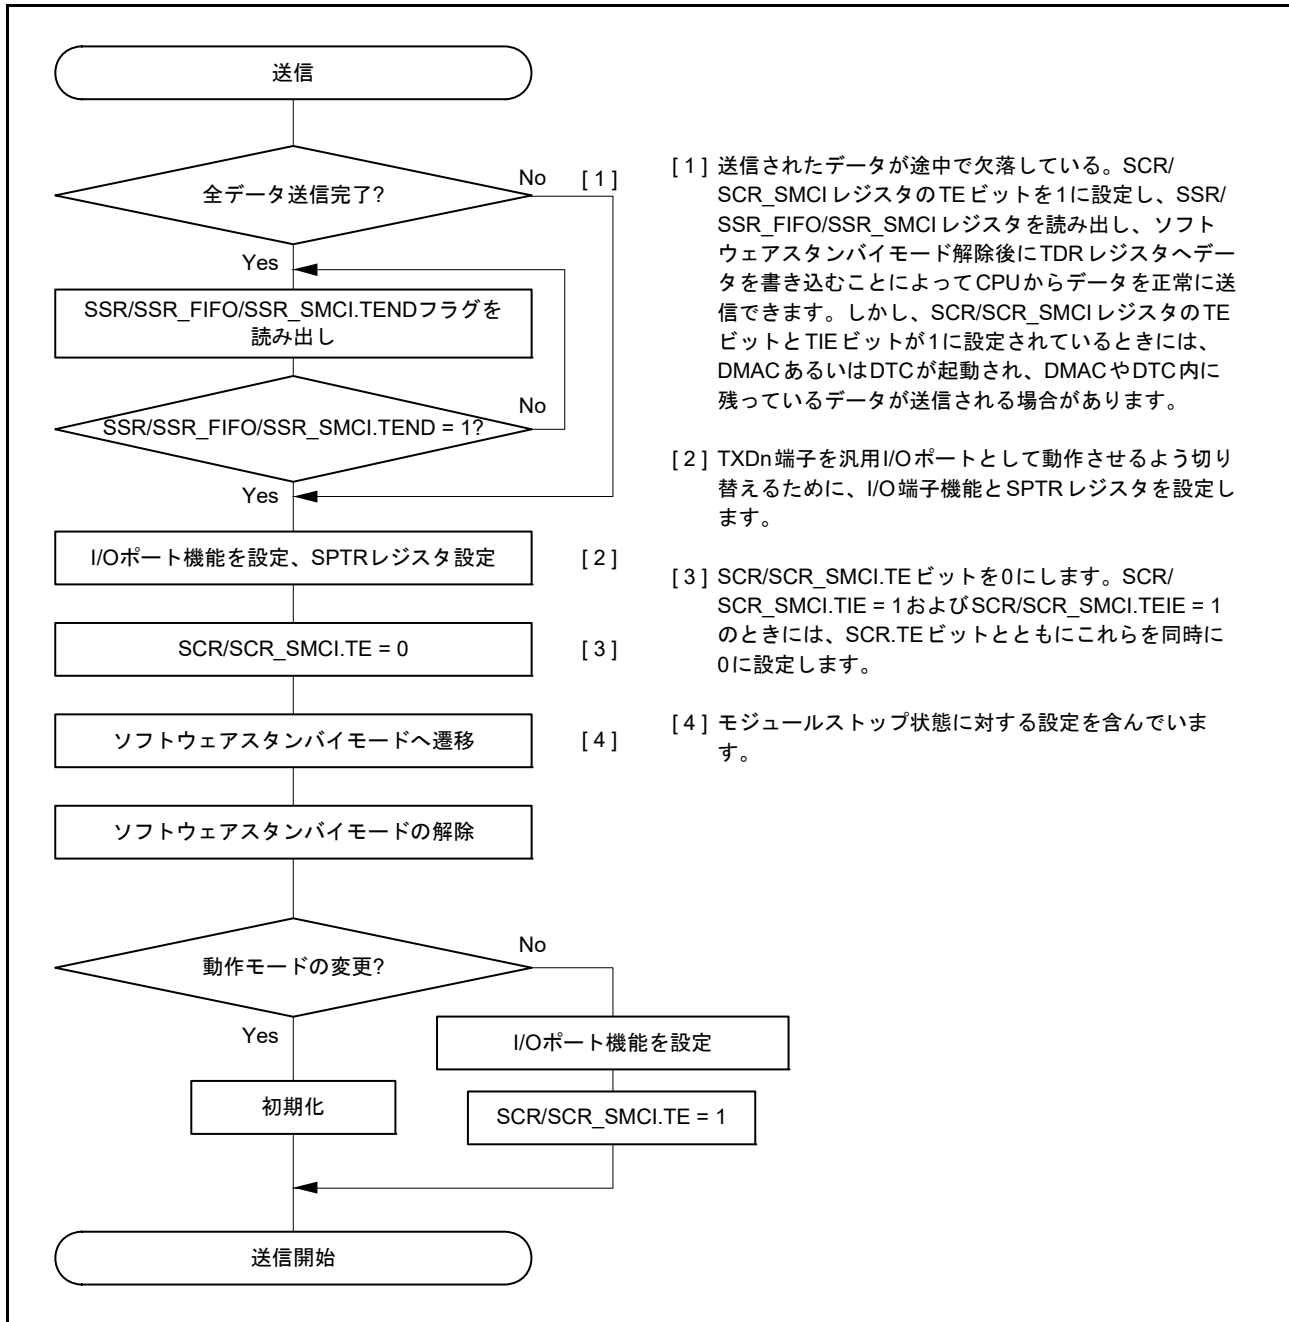 送信
全データ送信完了?
No [ 1 ]
Yes
SSR/SSR_FIFO/SSR_SMCI.TENDフラグを
読み出し
SSR/SSR_FIFO/SSR_SMCI.TEND = 1?
No
Yes
I/Oポート機能を設定、SPTRレジスタ設定 [ 2 ]
SCR/SCR_SMCI.TE = 0 [ 3 ]
ソフトウェアスタンバイモードへ遷移 [ 4 ]
ソフトウェアスタンバイモードの解除
動作モードの変更?
No
Yes
I/Oポート機能を設定
初期化
SCR/SCR_SMCI.TE = 1
送信開始
[ 1 ] 送信されたデータが途中で欠落している。SCR/
SCR_SMCIレジスタのTEビットを1に設定し、SSR/
SSR_FIFO/SSR_SMCIレジスタを読み出し、ソフト
ウェアスタンバイモード解除後にTDRレジスタへデー
タを書き込むことによってCPUからデータを正常に送
信できます。しかし、SCR/SCR_SMCIレジスタのTE
ビットとTIEビットが1に設定されているときには、
DMACあるいはDTCが起動され、DMACやDTC内に
残っているデータが送信される場合があります。
[ 2 ] TXDn端子を汎用I/Oポートとして動作させるよう切り
替えるために、I/O端子機能とSPTRレジスタを設定し
ます。
[ 3 ] SCR/SCR_SMCI.TEビットを0にします。SCR/
SCR_SMCI.TIE = 1およびSCR/SCR_SMCI.TEIE = 1
のときには、SCR.TEビットとともにこれらを同時に
0に設定します。
[ 4 ] モジュールストップ状態に対する設定を含んでいま
す。